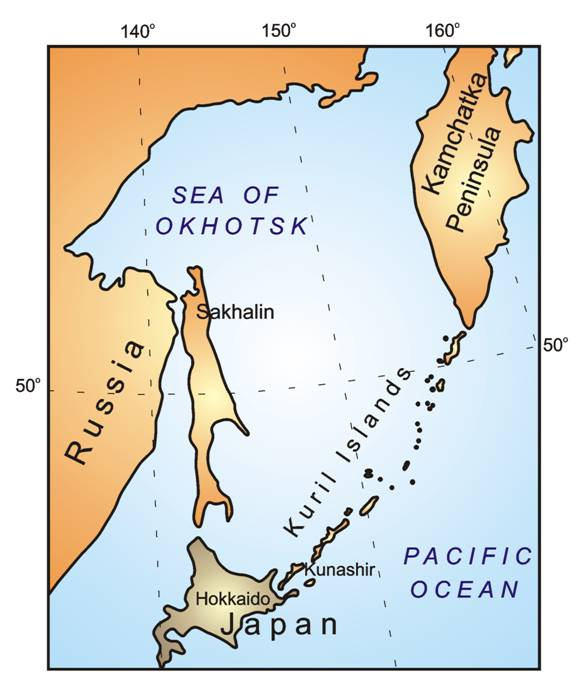 140° 150° 160°
Kamchatka
Peninsula
SEA OF
OKHOTSK
Sakhalin
50°
50°
Russia
Kuril Islands
PACIFIC
OCEAN
Kunashir
Hokkaido
Japan